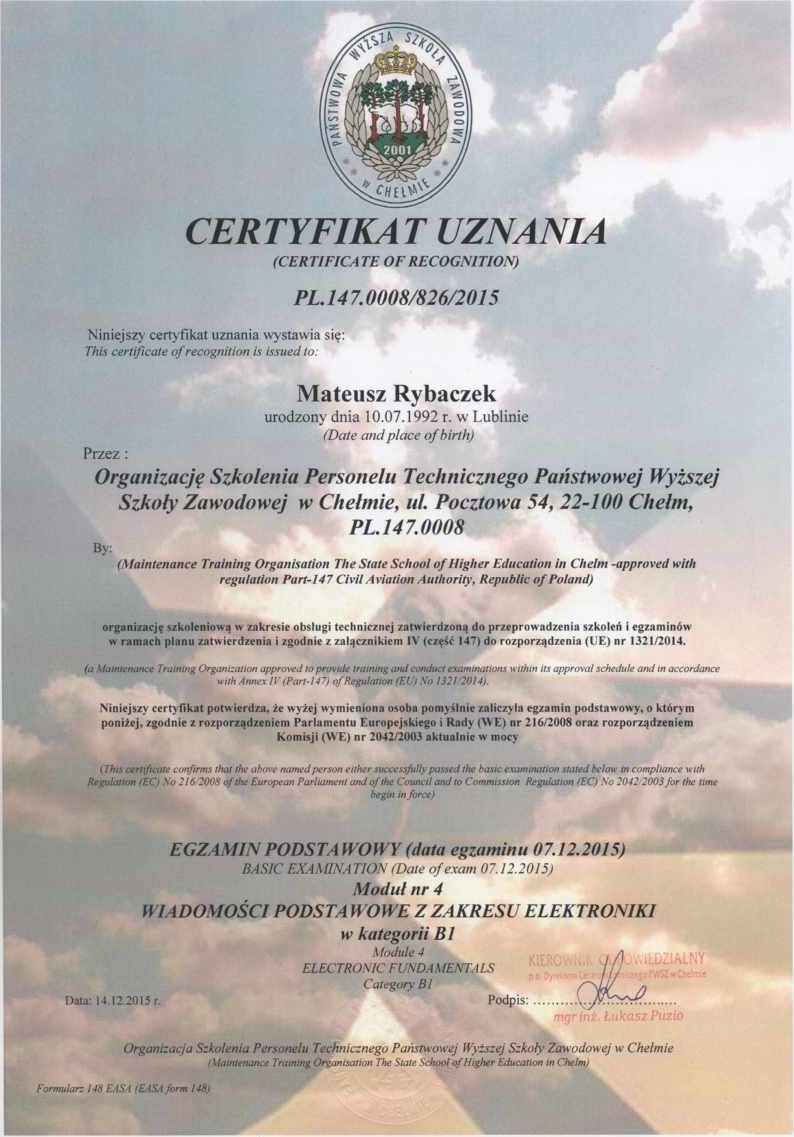 PAŃSTWOWA WYŻSZA SZKOŁA ZAWODOWA
2001
w CHEŁMIE
CERTYFIKAT UZNANIA
(CERTIFICATE OF RECOGNITION)
PL.147.0008/826/2015
Niniejszy certyfikat uznania wystawia się:
This certificate of recognition is issued to:
Mateusz Rybaczek
urodzony dnia 10.07.1992 r. w Lublinie
(Date and place of birth)
Przez :
Organizację Szkolenia Personelu Technicznego Państwowej Wyższej
Szkoły Zawodowej w Chełmie, ul. Pocztowa 54, 22-100 Chełm,
PL.147.0008
By:
(Maintenance Training Organisation The State School of Higher Education in Chelm -approved with
regulation Part-147 Civil Aviation Authority, Republic of Poland)
organizację szkoleniową w zakresie obsługi technicznej zatwierdzoną do przeprowadzenia szkoleń i egzaminów
w ramach planu zatwierdzenia i zgodnie z załącznikiem IV (część 147) do rozporządzenia (UE) nr 1321/2014.
(a Maintenance Training Organization approved to provide training and conduct examinations within its approval schedule and in accordance
with Annex IV (Part-147) of Regulation (EU) No 1321/2014).
Niniejszy certyfikat potwierdza, że wyżej wymieniona osoba pomyślnie zaliczyła egzamin podstawowy, o którym
poniżej, zgodnie z rozporządzeniem Parlamentu Europejskiego i Rady (WE) nr 216/2008 oraz rozporządzeniem
Komisji (WE) nr 2042/2003 aktualnie w mocy
(This certificate confirms that the above named person either successfully passed the basic examination stated below in compliance with
Regulation (EC) No 216/2008 of the European Parliament and of the Council and to Commission Regulation (EC) No 2042/2003 for the time
begin in force)
EGZAMIN PODSTAWOWY (data egzaminu 07.12.2015)
BASIC EXAMINATION (Date of exam 07.12.2015)
Moduł nr 4
WIADOMOŚCI PODSTAWOWE Z ZAKRESU ELEKTRONIKI
w kategorii B1
Module 4
ELECTRONIC FUNDAMENTALS
Category B1
KIEROWNIK ODPOWIEDZIALNY
p.o. Dyrektora PWSZ w Chełmie
Data: 14.12.2015 r.
Podpis: ..........................
mgr inż. Łukasz Puzio
Organizacja Szkolenia Personelu Technicznego Państwowej Wyższej Szkoły Zawodowej w Chełmie
(Maintenance Training Organisation The State School of Higher Education in Chelm)
Formularz 148 EASA (EASA form 148)